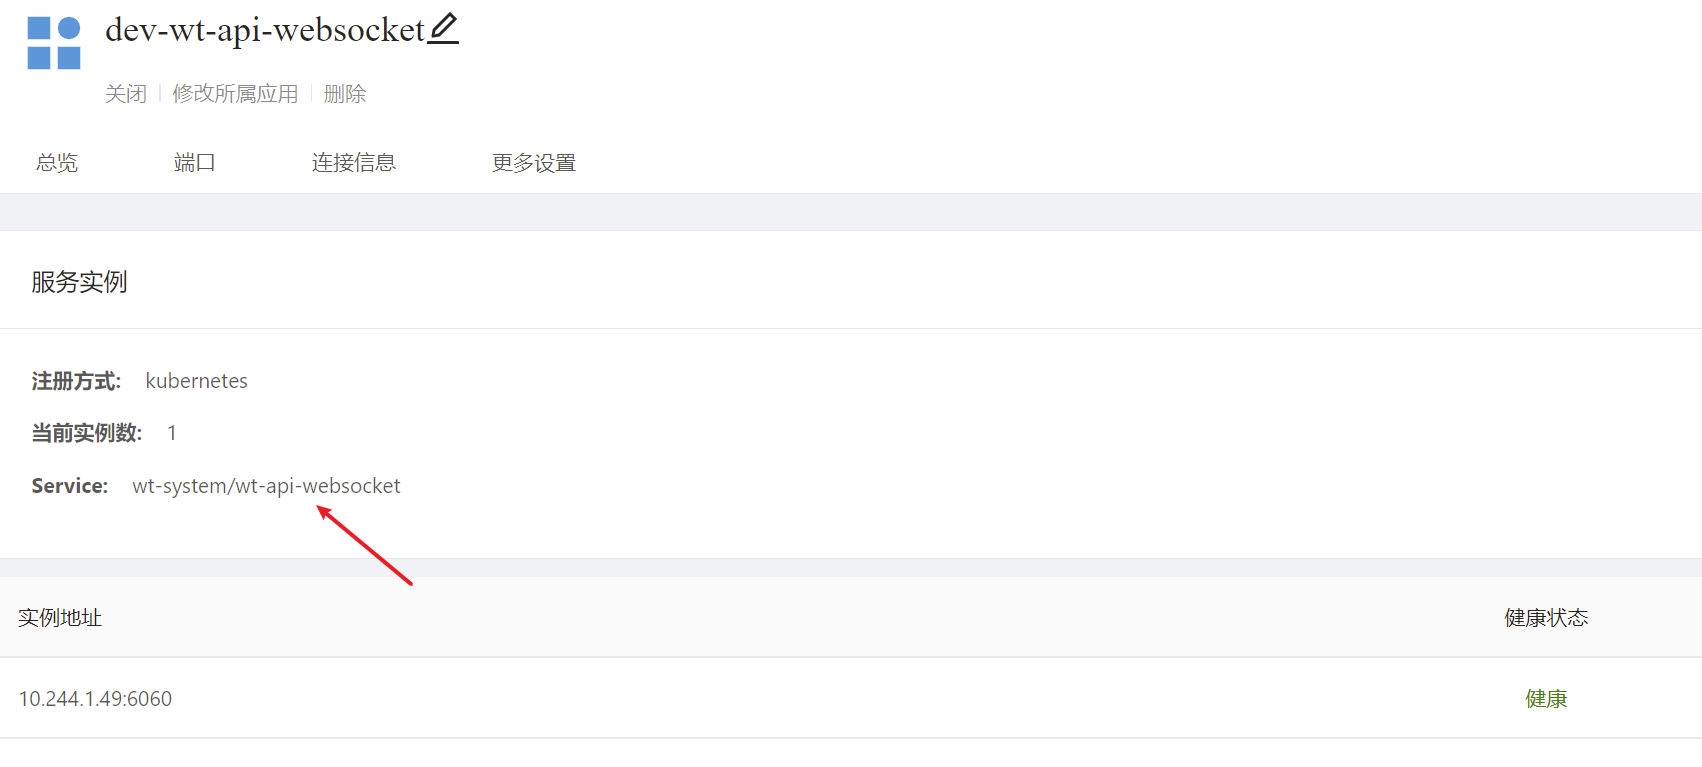 dev-wt-api-websocket
关闭 修改所属应用 删除
总览 端口 连接信息 更多设置
服务实例
注册方式: kubernetes
当前实例数: 1
Service: wt-system/wt-api-websocket
实例地址 健康状态
10.244.1.49:6060 健康